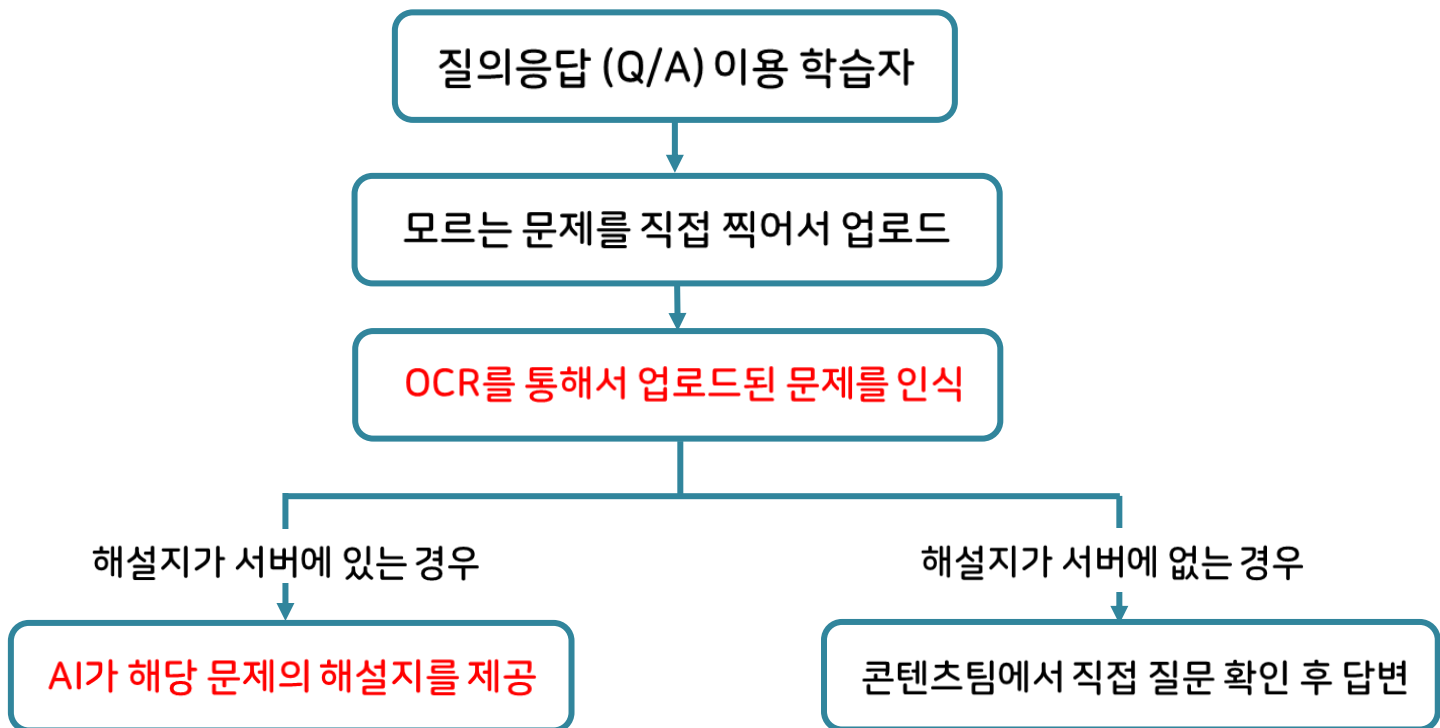 질의응답 (Q/A) 이용 학습자
모르는 문제를 직접 찍어서 업로드
OCR를 통해서 업로드된 문제를 인식
해설지가 서버에 있는 경우
해설지가 서버에 없는 경우
AI가 해당 문제의 해설지를 제공
콘텐츠팀에서 직접 질문 확인 후 답변